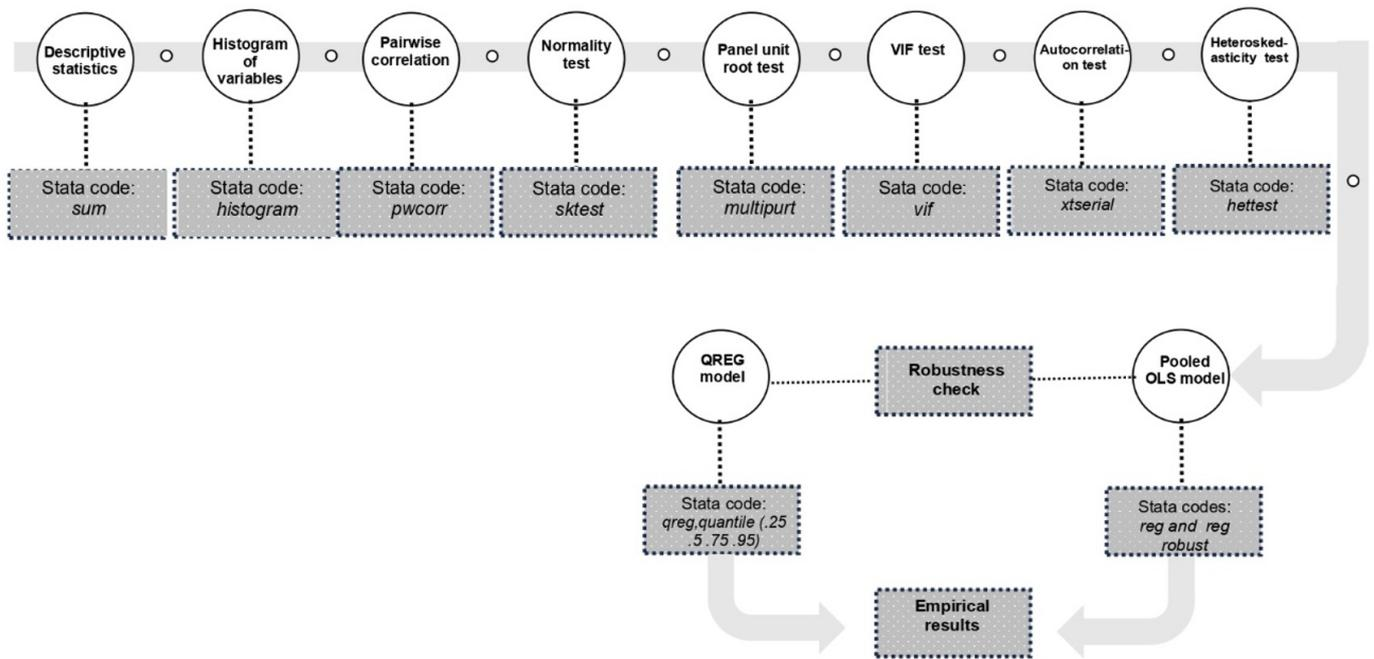 Descriptive
statistics
Histogram
of
variables
Pairwise
correlation
Normality
test
Panel unit
root test
VIF test
Autocorrelati-
on test
Heterosked-
asticity test
Stata code:
sum
Stata code:
histogram
Stata code:
pwcorr
Stata code:
sktest
Stata code:
multipurt
Sata code:
vif
Stata code:
xtserial
Stata code:
hettest
QREG
model
Robustness
check
Pooled
OLS model
Stata code:
qreg,quantile (.25
.5 .75 .95)
Stata codes:
reg and reg
robust
Empirical
results